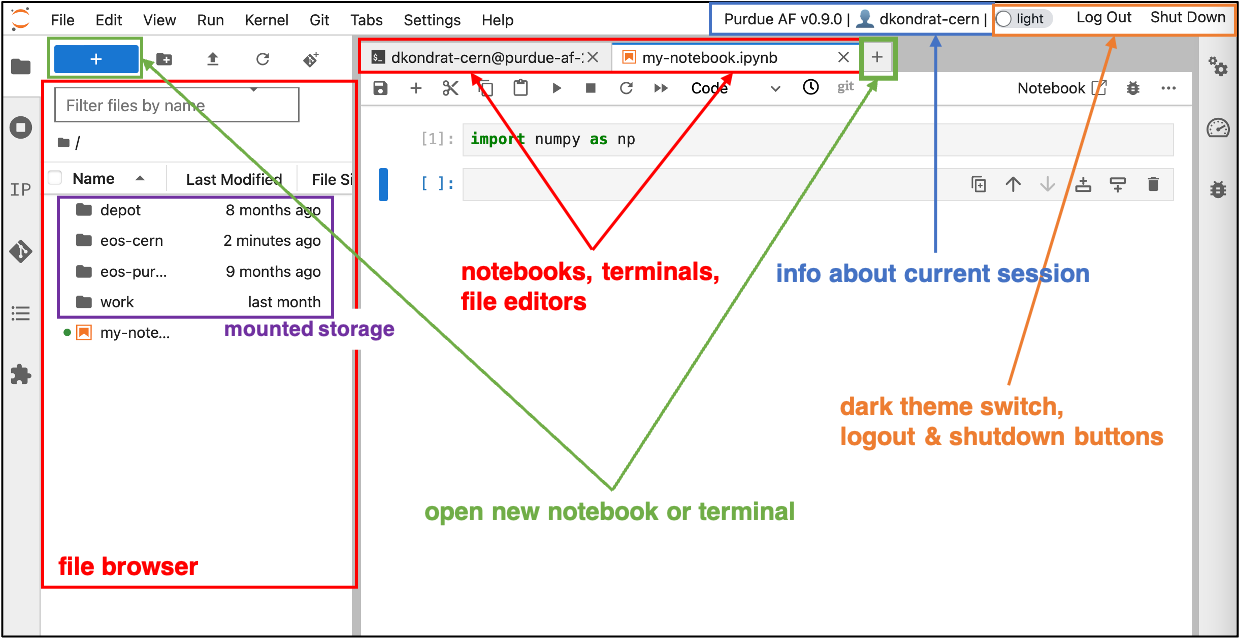 File Edit View Run Kernel Git Tabs Settings Help
Purdue AF v0.9.0 | dkondrat-cern | light Log Out Shut Down
+
dkondrat-cern@purdue-af-
my-notebook.ipynb
+
Filter files by name
/
Name Last Modified File Si
depot 8 months ago
eos-cern 2 minutes ago
eos-pur... 9 months ago
work last month
my-note...
mounted storage
file browser
IP
Code git Notebook
[1]: import numpy as np
[ ]:
notebooks, terminals,
file editors
info about current session
dark theme switch,
logout & shutdown buttons
open new notebook or terminal